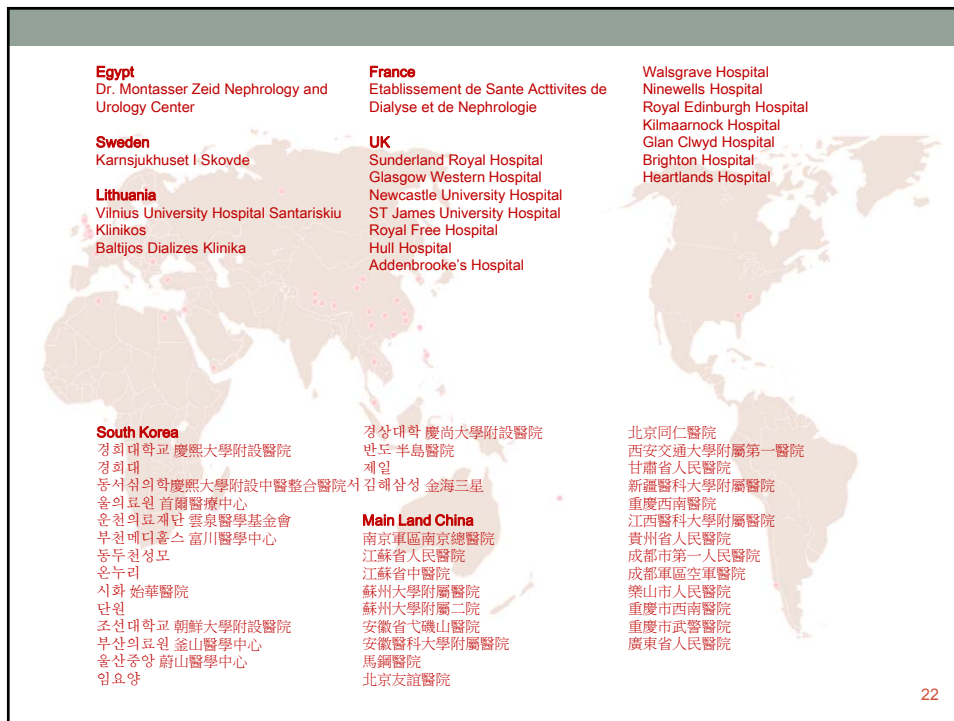 Egypt
Dr. Montasser Zeid Nephrology and
Urology Center
Sweden
Karnsjukhuset I Skovde
Lithuania
Vilnius University Hospital Santariskiu
Klinikos
Baltijos Dializes Klinika
France
Etablissement de Sante Acttivites de
Dialyse et de Nephrologie
UK
Sunderland Royal Hospital
Glasgow Western Hospital
Newcastle University Hospital
ST James University Hospital
Royal Free Hospital
Hull Hospital
Addenbrooke's Hospital
Walsgrave Hospital
Ninewells Hospital
Royal Edinburgh Hospital
Kilmaarnock Hospital
Glan Clwyd Hospital
Brighton Hospital
Heartlands Hospital
South Korea
경희대학교 慶熙大學附設醫院
경희대
동서심의학慶熙大學附設中醫整合醫院서
울의료원 首爾醫療中心
운천의료재단 雲泉醫學基金會
부천메디홀스 富川醫學中心
동두천성모
온누리
시화 始華醫院
단원
조선대학교 朝鮮大學附設醫院
부산의료원 釜山醫學中心
울산중앙 蔚山醫學中心
임요양
경상대학 慶尚大學附設醫院
반도 半島醫院
제일
김해삼성 金海三星
Main Land China
南京軍區南京總醫院
江蘇省人民醫院
江蘇省中醫院
蘇州大學附屬醫院
蘇州大學附屬二院
安徽省弋磯山醫院
安徽醫科大學附屬醫院
馬鋼醫院
北京友誼醫院
北京同仁醫院
西安交通大學附屬第一醫院
甘肅省人民醫院
新疆醫科大學附屬醫院
重慶西南醫院
江西醫科大學附屬醫院
貴州省人民醫院
成都市第一人民醫院
成都軍區空軍醫院
樂山市人民醫院
重慶市西南醫院
重慶市武警醫院
廣東省人民醫院
22